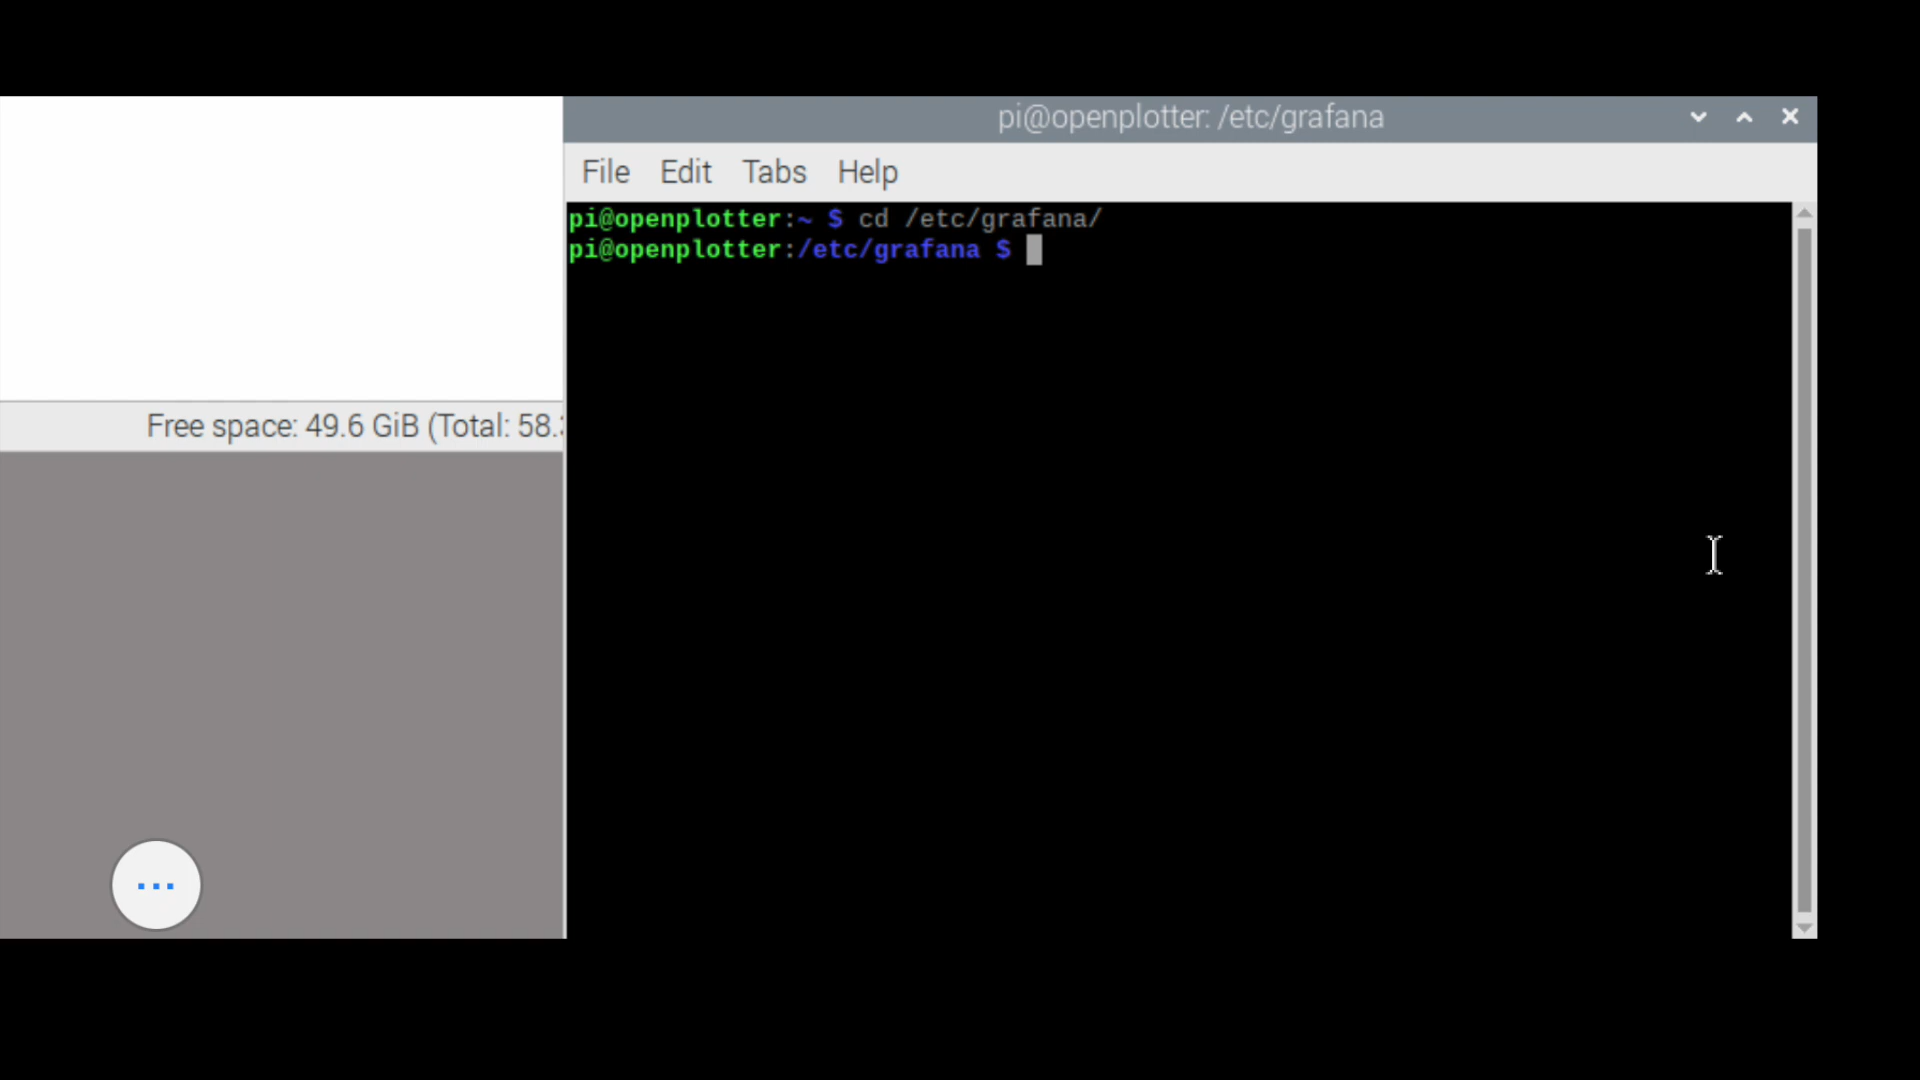 pi@openplotter: /etc/grafana
File Edit Tabs Help
pi@openplotter:~ $ cd /etc/grafana/
pi@openplotter:/etc/grafana $
Free space: 49.6 GiB (Total: 58.